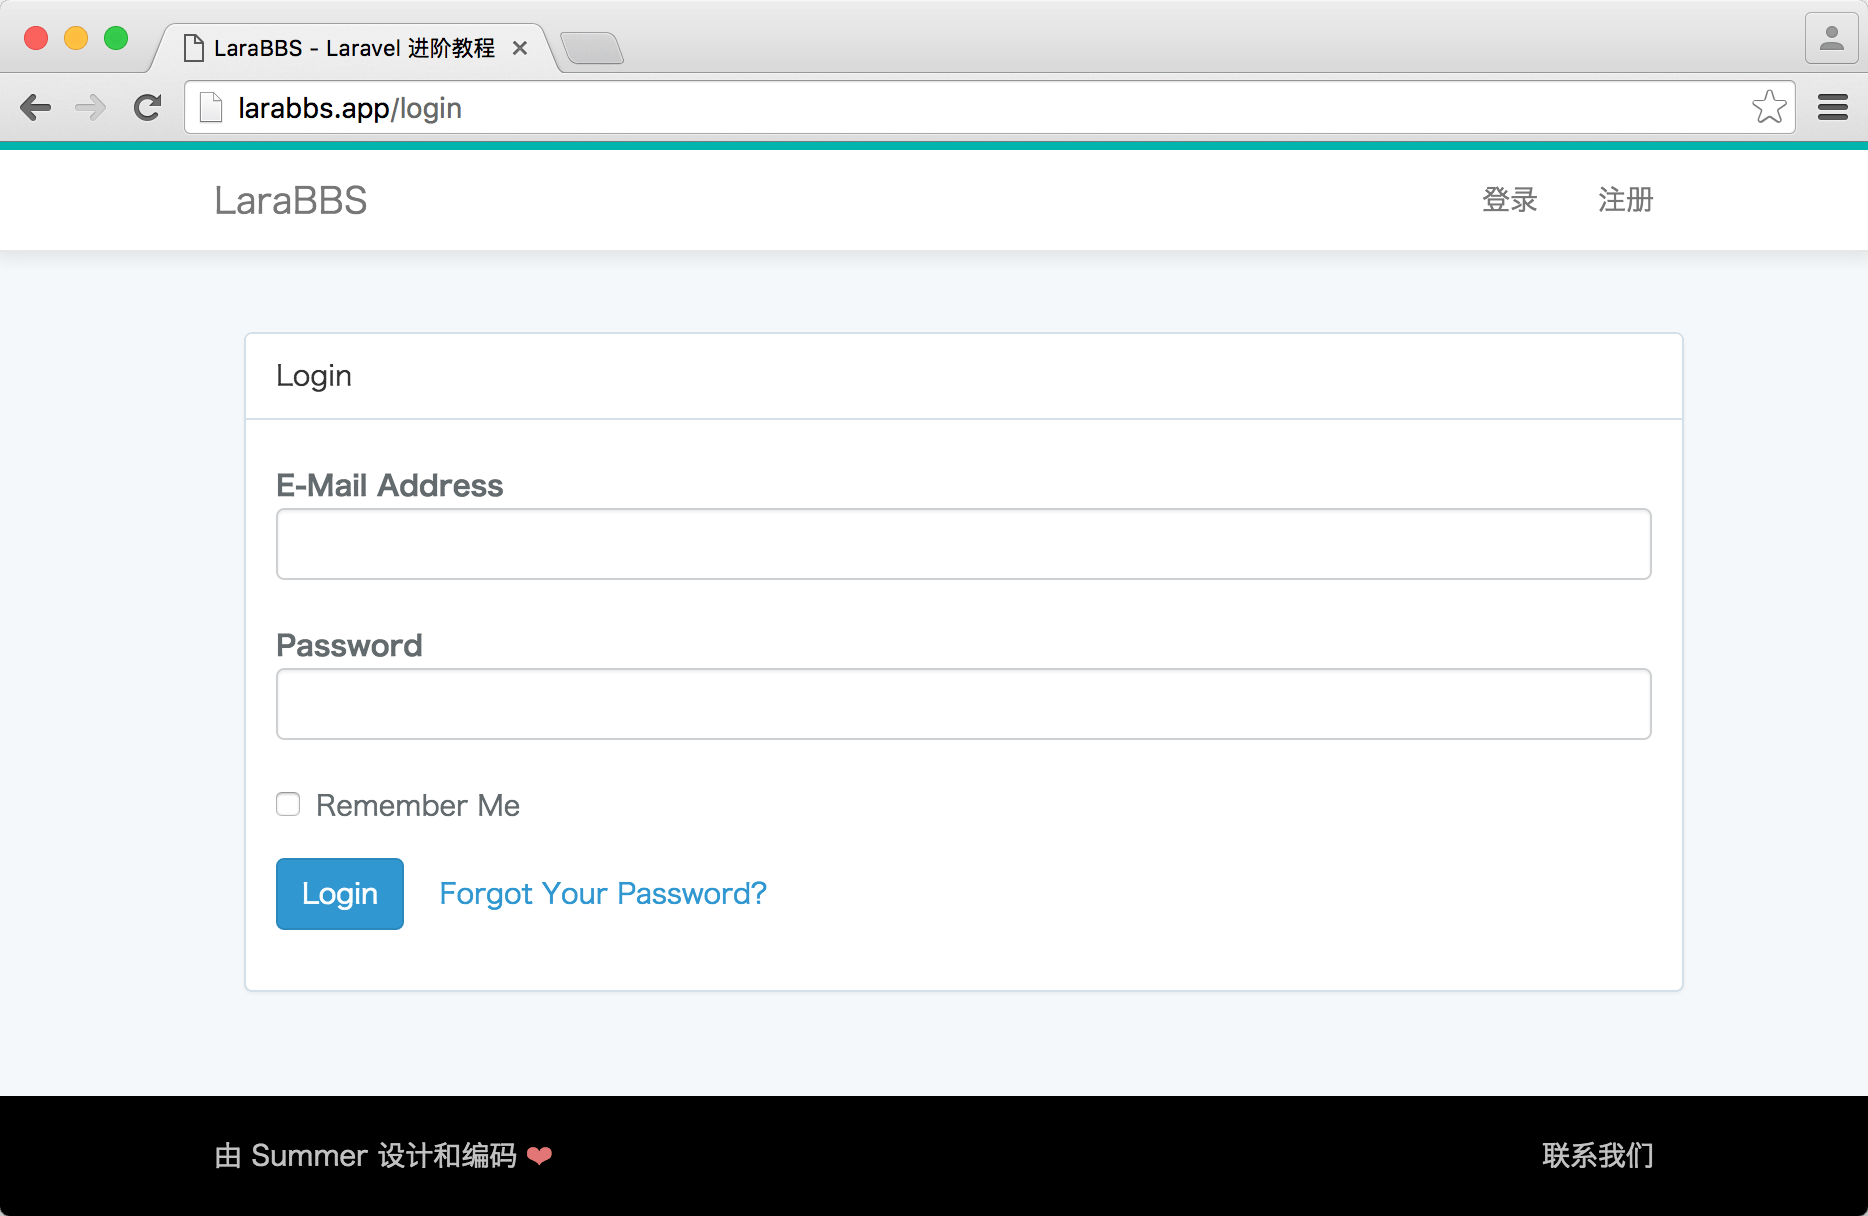 LaraBBS - Laravel 进阶教程
larabbs.app/login
LaraBBS 登录 注册
Login
E-Mail Address
Password
Remember Me
Login Forgot Your Password?
由 Summer 设计和编码 ❤ 联系我们